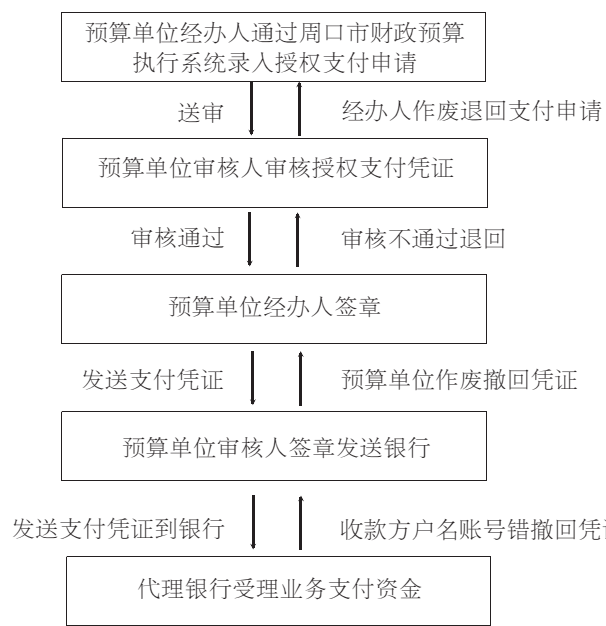 预算单位经办人通过周口市财政预算
执行系统录入授权支付申请
送审
经办人作废退回支付申请
预算单位审核人审核授权支付凭证
审核通过
审核不通过退回
预算单位经办人签章
发送支付凭证
预算单位作废撤回凭证
预算单位审核人签章发送银行
发送支付凭证到银行
收款方户名账号错撤回凭
代理银行受理业务支付资金